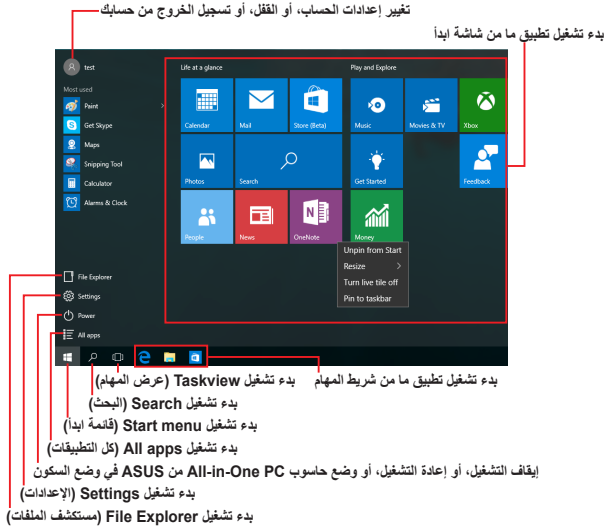 تغيير إعدادات الحساب، أو القفل، أو تسجيل الخروج من حسابك
بدء تشغيل تطبيق ما من شاشة ابدأ
test
Life at a glance
Play and Explore
Most used
Paint
Get Skype
Maps
Snipping Tool
Calculator
Alarms & Clock
Calendar
Mail
Store (Beta)
Music
Movies & TV
Xbox
Photos
Search
Get Started
Feedback
People
News
OneNote
Money
Unpin from Start
Resize
Turn live tile off
Pin to taskbar
File Explorer
Settings
Power
All apps
بدء تشغيل تطبيق ما من شريط المهام
بدء تشغيل Taskview (عرض المهام)
بدء تشغيل Search (البحث)
بدء تشغيل Start menu (قائمة ابدأ)
بدء تشغيل All apps (كل التطبيقات)
إيقاف التشغيل، أو إعادة التشغيل، أو وضع حاسوب All-in-One PC من ASUS في وضع السكون
بدء تشغيل Settings (الإعدادات)
بدء تشغيل File Explorer (مستكشف الملفات)